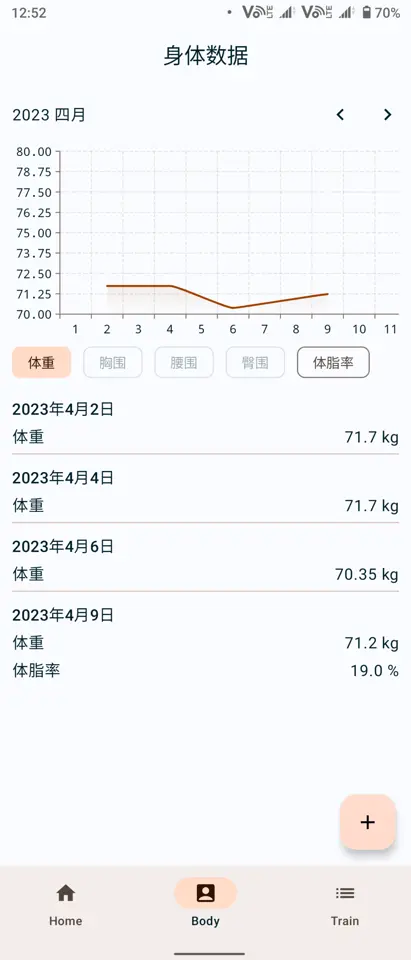 12:52
VoLTE VoLTE 70%
身体数据
2023 四月
80.00
78.75
77.50
76.25
75.00
73.75
72.50
71.25
70.00
1 2 3 4 5 6 7 8 9 10 11
体重 胸围 腰围 臀围 体脂率
2023年4月2日
体重 71.7 kg
2023年4月4日
体重 71.7 kg
2023年4月6日
体重 70.35 kg
2023年4月9日
体重 71.2 kg
体脂率 19.0 %
+
Home Body Train